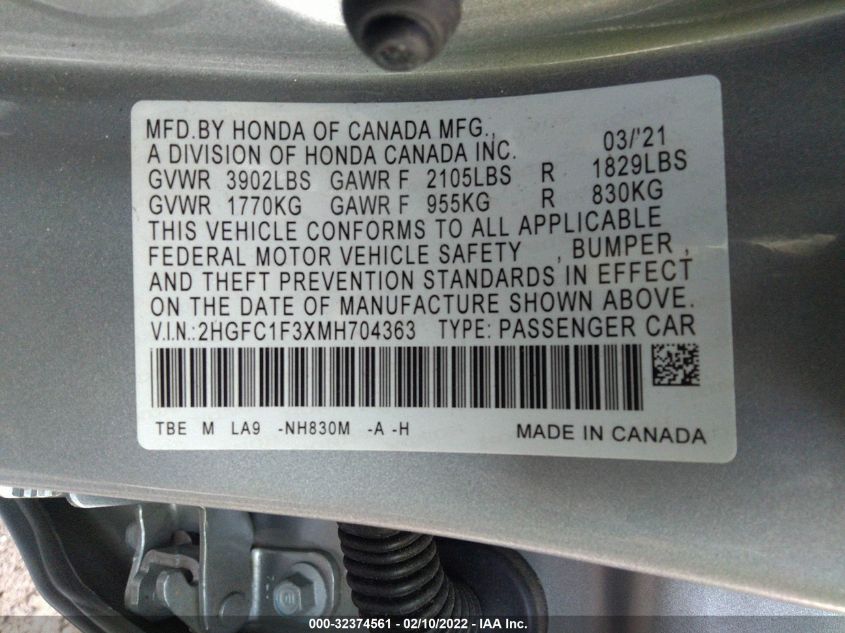 MFD.BY HONDA OF CANADA MFG., 03/'21
A DIVISION OF HONDA CANADA INC.
GVWR 3902LBS GAWR F 2105LBS R 1829LBS
GVWR 1770KG GAWR F 955KG R 830KG
THIS VEHICLE CONFORMS TO ALL APPLICABLE
FEDERAL MOTOR VEHICLE SAFETY , BUMPER ,
AND THEFT PREVENTION STANDARDS IN EFFECT
ON THE DATE OF MANUFACTURE SHOWN ABOVE.
V.I.N.:2HGFC1F3XMH704363 TYPE: PASSENGER CAR
TBE M LA9 -NH830M -A -H MADE IN CANADA
000-32374561 - 02/10/2022 - IAA Inc.